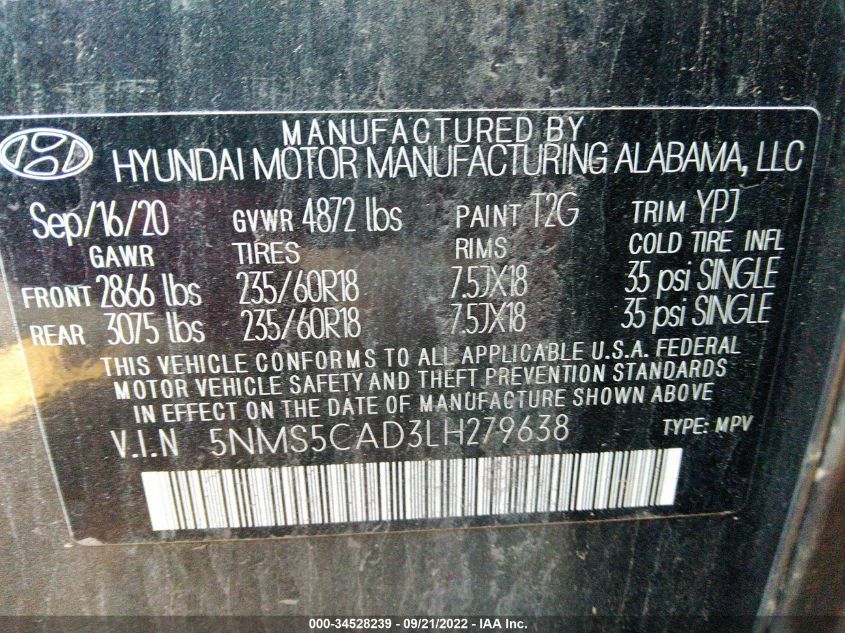 MANUFACTURED BY
HYUNDAI MOTOR MANUFACTURING ALABAMA, LLC
Sep/16/20 GVWR 4872 lbs PAINT T2G TRIM YPJ
GAWR TIRES RIMS COLD TIRE INFL
FRONT 2866 lbs 235/60R18 7.5JX18 35 psi SINGLE
REAR 3075 lbs 235/60R18 7.5JX18 35 psi SINGLE
THIS VEHICLE CONFORMS TO ALL APPLICABLE U.S.A. FEDERAL
MOTOR VEHICLE SAFETY AND THEFT PREVENTION STANDARDS
IN EFFECT ON THE DATE OF MANUFACTURE SHOWN ABOVE
V.I.N 5NMS5CAD3LH279638 TYPE: MPV
000-34528239 - 09/21/2022 - IAA Inc.